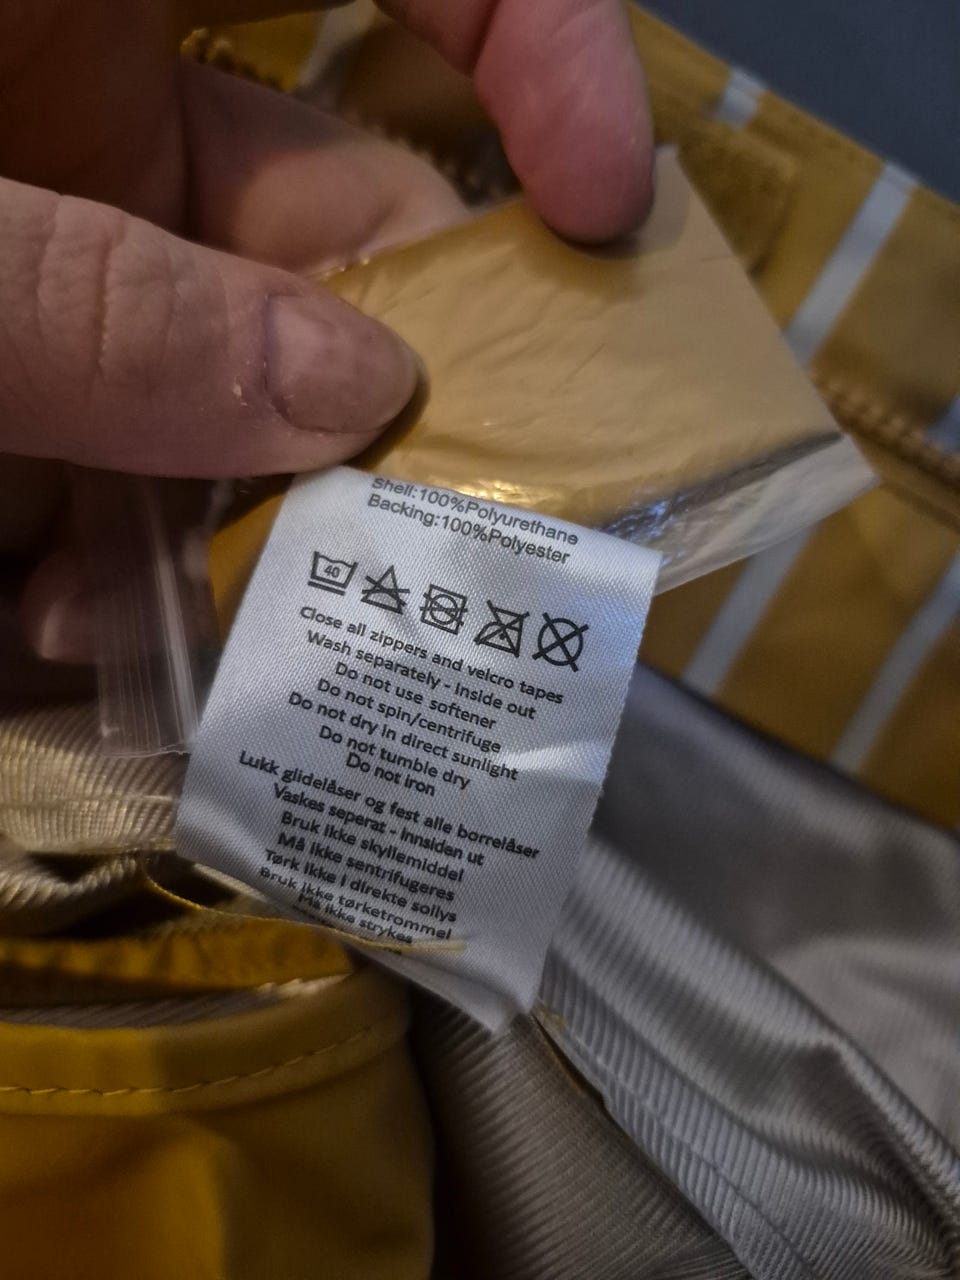 Shell:100%Polyurethane
Backing:100%Polyester
40
Close all zippers and velcro tapes
Wash separately - Inside out
Do not use softener
Do not spin/centrifuge
Do not dry in direct sunlight
Do not tumble dry
Do not iron
Lukk glidelåser og fest alle borrelåser
Vaskes seperat - Innsiden ut
Bruk ikke skyllemiddel
Må ikke sentrifugeres
Tørk ikke i direkte sollys
Bruk ikke tørketrommel
Må ikke strykes